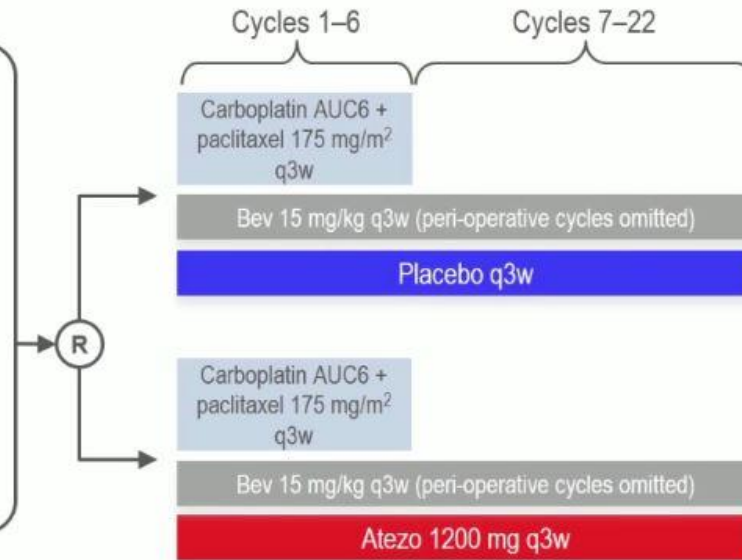 Cycles 1–6
Cycles 7–22
Carboplatin AUC6 +
paclitaxel 175 mg/m²
q3w
Bev 15 mg/kg q3w (peri-operative cycles omitted)
Placebo q3w
R
Carboplatin AUC6 +
paclitaxel 175 mg/m²
q3w
Bev 15 mg/kg q3w (peri-operative cycles omitted)
Atezo 1200 mg q3w